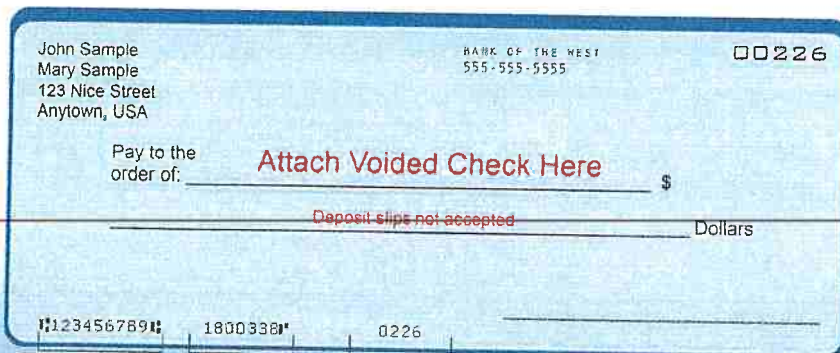 John Sample
Mary Sample
123 Nice Street
Anytown, USA
BANK OF THE WEST
555-555-5555
00226
Pay to the
order of:
Attach Voided Check Here
$
Deposit slips not accepted
Dollars
⑆123456789⑆ 1800338⑈ 0226